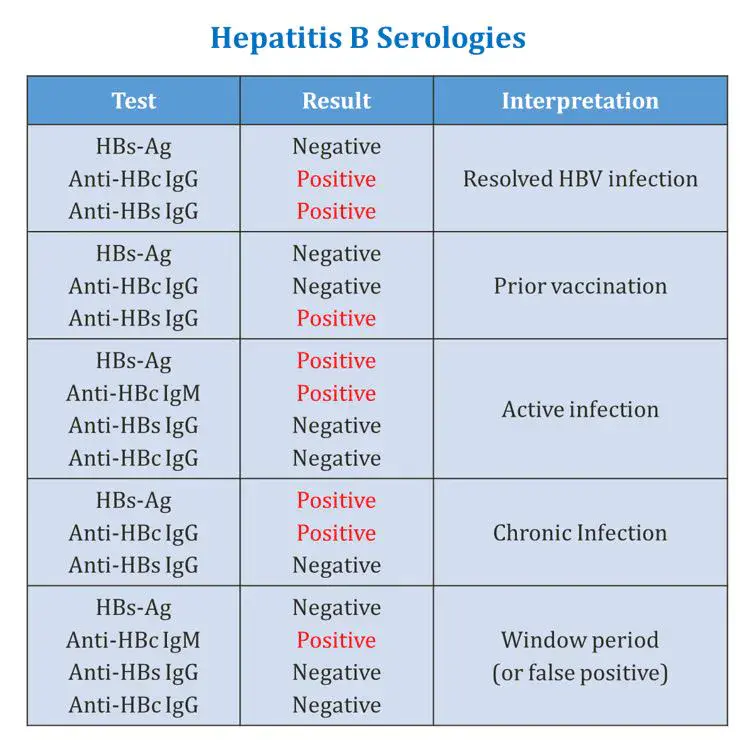 Hepatitis B Serologies
Test Result Interpretation
HBs-Ag Negative
Anti-HBc IgG Positive Resolved HBV infection
Anti-HBs IgG Positive
HBs-Ag Negative
Anti-HBc IgG Negative Prior vaccination
Anti-HBs IgG Positive
HBs-Ag Positive
Anti-HBc IgM Positive
Active infection
Anti-HBs IgG Negative
Anti-HBc IgG Negative
HBs-Ag Positive
Anti-HBc IgG Positive Chronic Infection
Anti-HBs IgG Negative
HBs-Ag Negative
Anti-HBc IgM Positive Window period
Anti-HBs IgG Negative (or false positive)
Anti-HBc IgG Negative